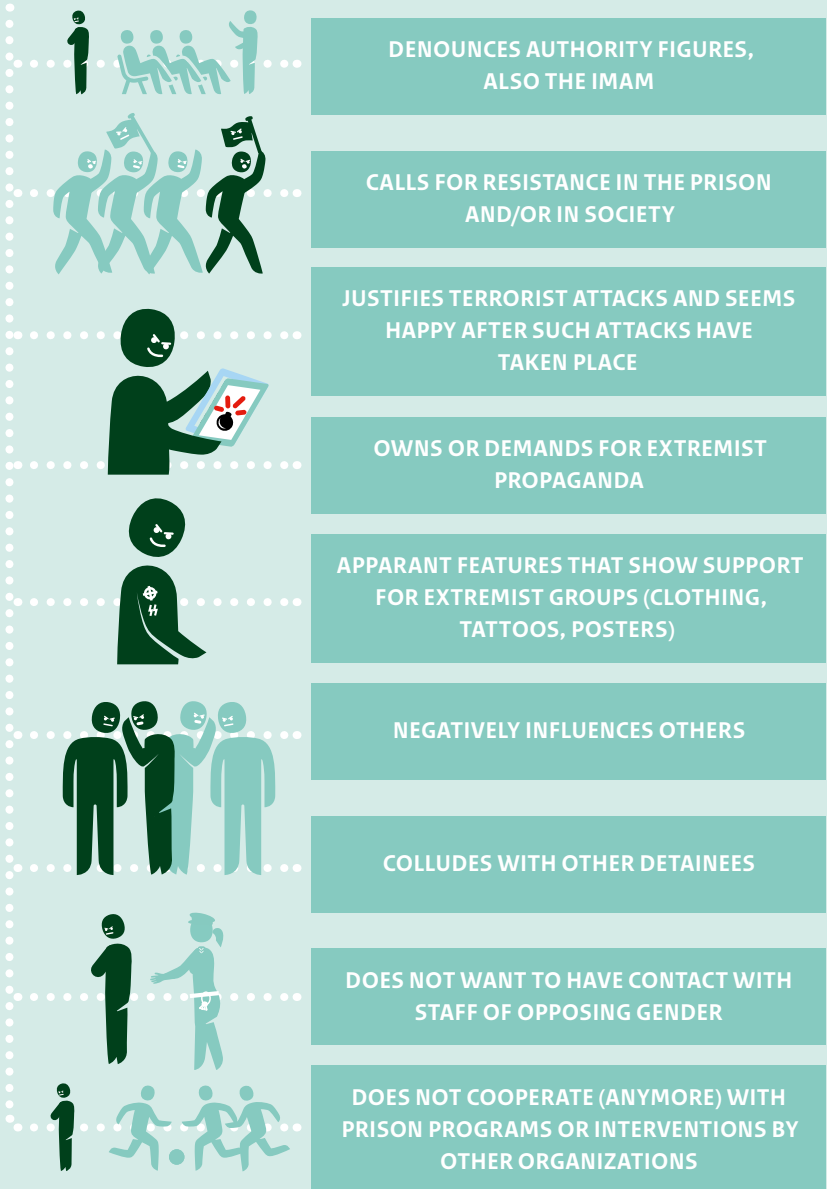 DENOUNCES AUTHORITY FIGURES,
ALSO THE IMAM
CALLS FOR RESISTANCE IN THE PRISON
AND/OR IN SOCIETY
JUSTIFIES TERRORIST ATTACKS AND SEEMS
HAPPY AFTER SUCH ATTACKS HAVE
TAKEN PLACE
OWNS OR DEMANDS FOR EXTREMIST
PROPAGANDA
APPARANT FEATURES THAT SHOW SUPPORT
FOR EXTREMIST GROUPS (CLOTHING,
TATTOOS, POSTERS)
NEGATIVELY INFLUENCES OTHERS
COLLUDES WITH OTHER DETAINEES
DOES NOT WANT TO HAVE CONTACT WITH
STAFF OF OPPOSING GENDER
DOES NOT COOPERATE (ANYMORE) WITH
PRISON PROGRAMS OR INTERVENTIONS BY
OTHER ORGANIZATIONS